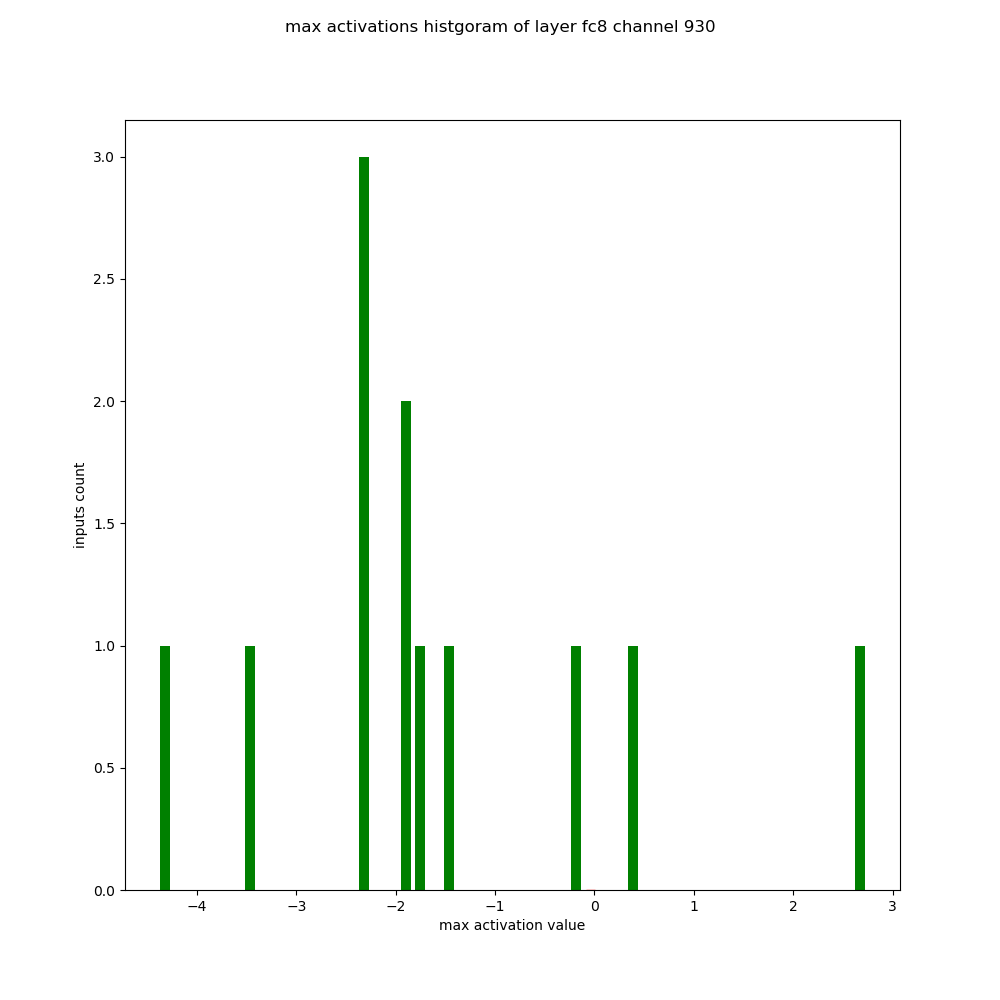 max activations histgoram of layer fc8 channel 930
3.0
2.5
2.0
1.5
1.0
0.5
0.0
inputs count
−4 −3 −2 −1 0 1 2 3
max activation value